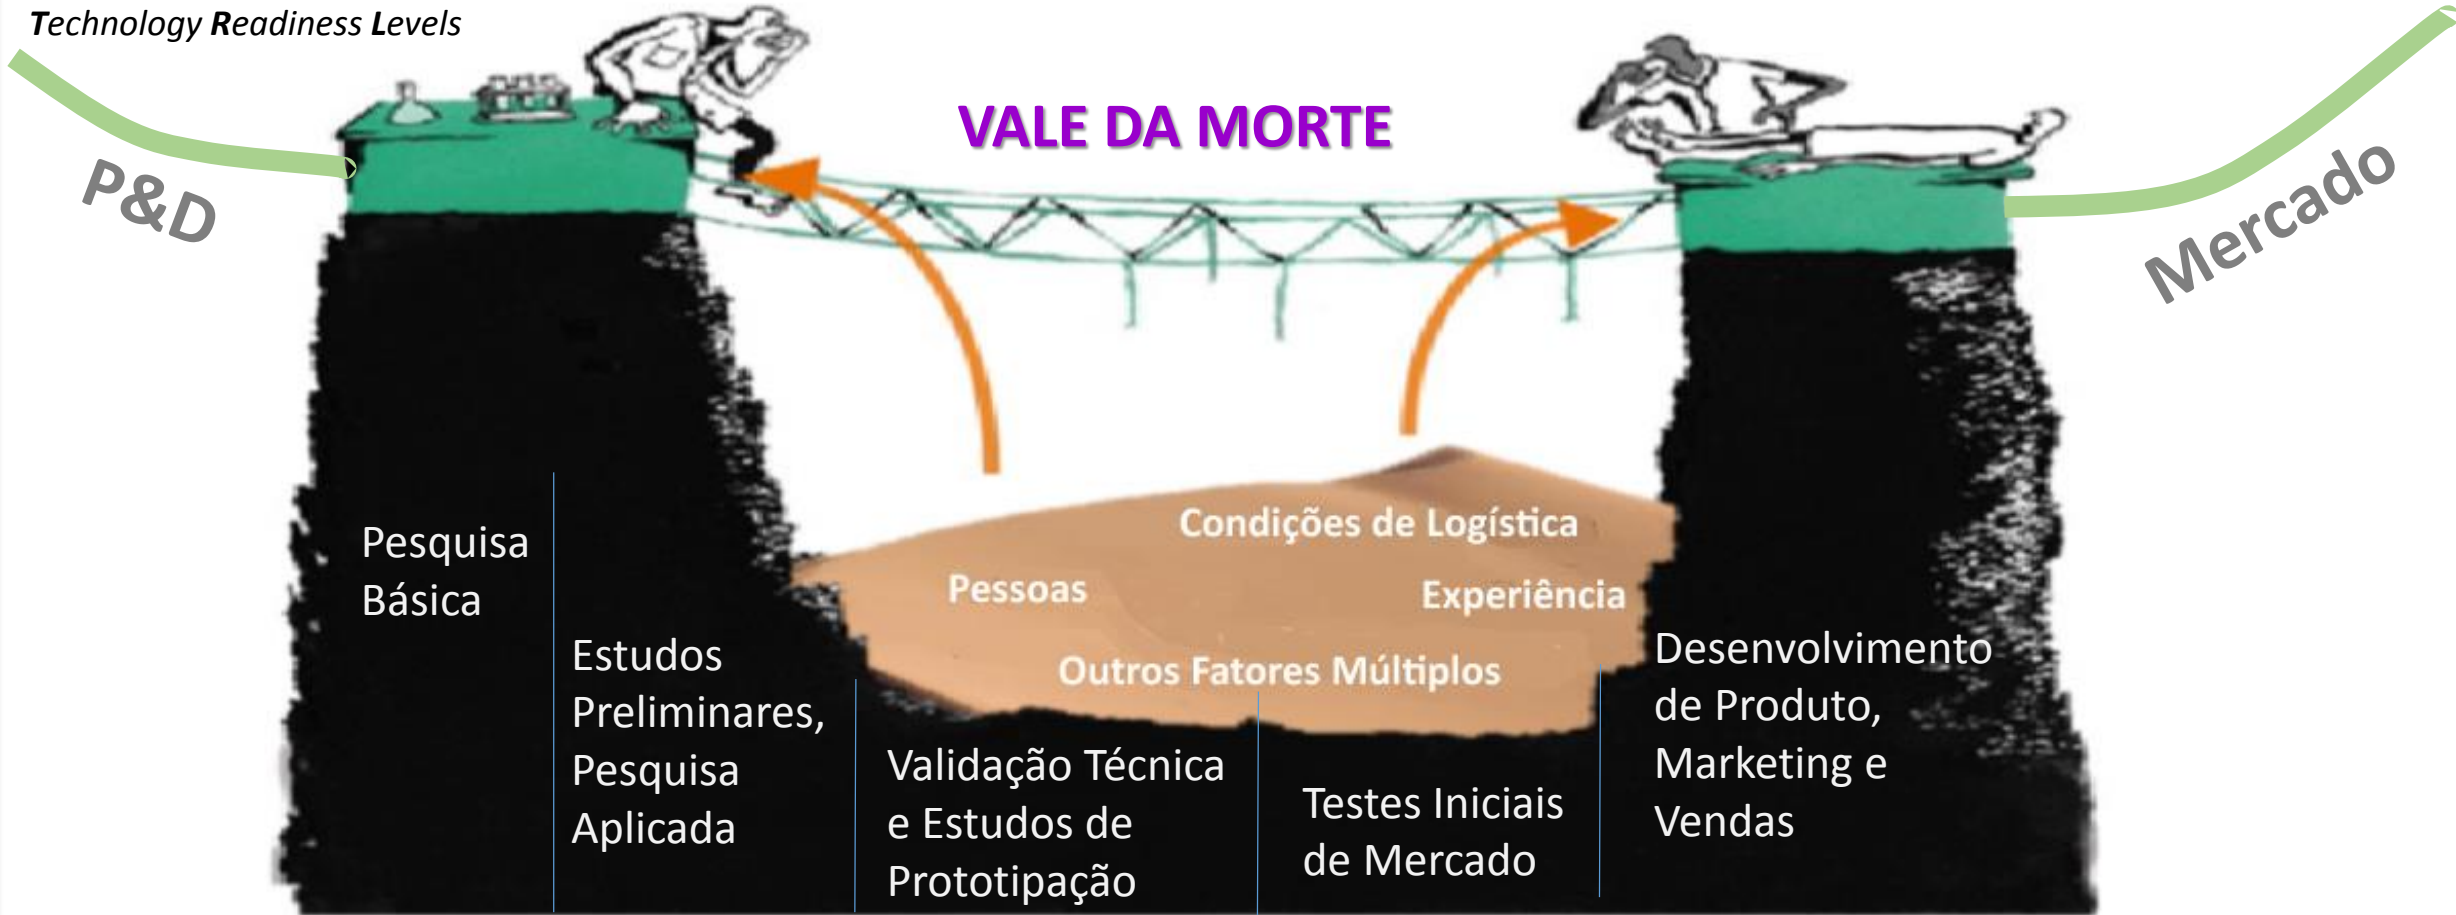 Technology Readiness Levels
VALE DA MORTE
P&D
Mercado
Condições de Logística
Pessoas
Experiência
Outros Fatores Múltiplos
Pesquisa
Básica
Estudos
Preliminares,
Pesquisa
Aplicada
Validação Técnica
e Estudos de
Prototipação
Testes Iniciais
de Mercado
Desenvolvimento
de Produto,
Marketing e
Vendas